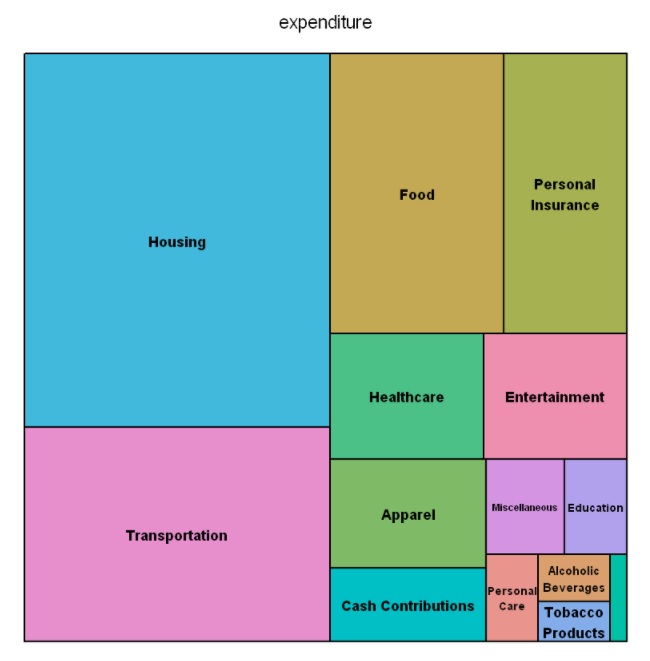 expenditure
Housing
Food
Personal
Insurance
Healthcare
Entertainment
Transportation
Apparel
Miscellaneous
Education
Cash Contributions
Personal
Care
Alcoholic
Beverages
Tobacco
Products